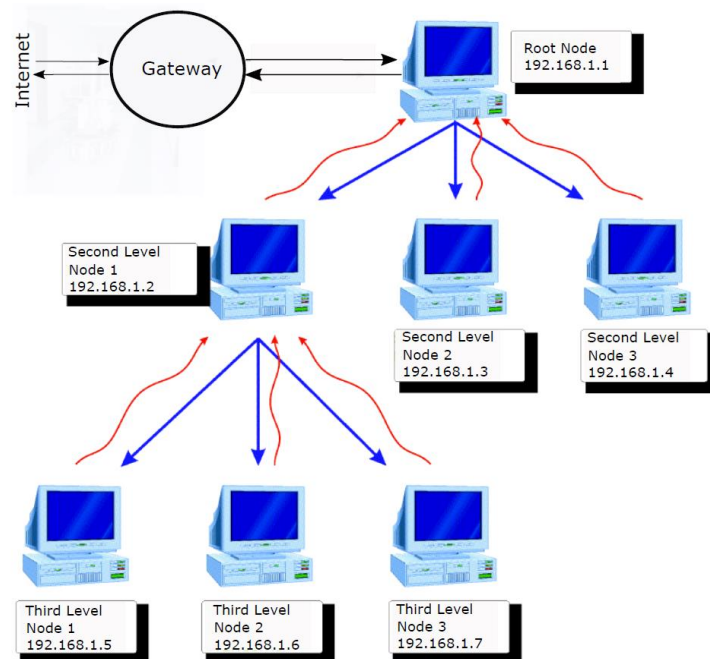 Internet
Gateway
Root Node
192.168.1.1
Second Level
Node 1
192.168.1.2
Second Level
Node 2
192.168.1.3
Second Level
Node 3
192.168.1.4
Third Level
Node 1
192.168.1.5
Third Level
Node 2
192.168.1.6
Third Level
Node 3
192.168.1.7